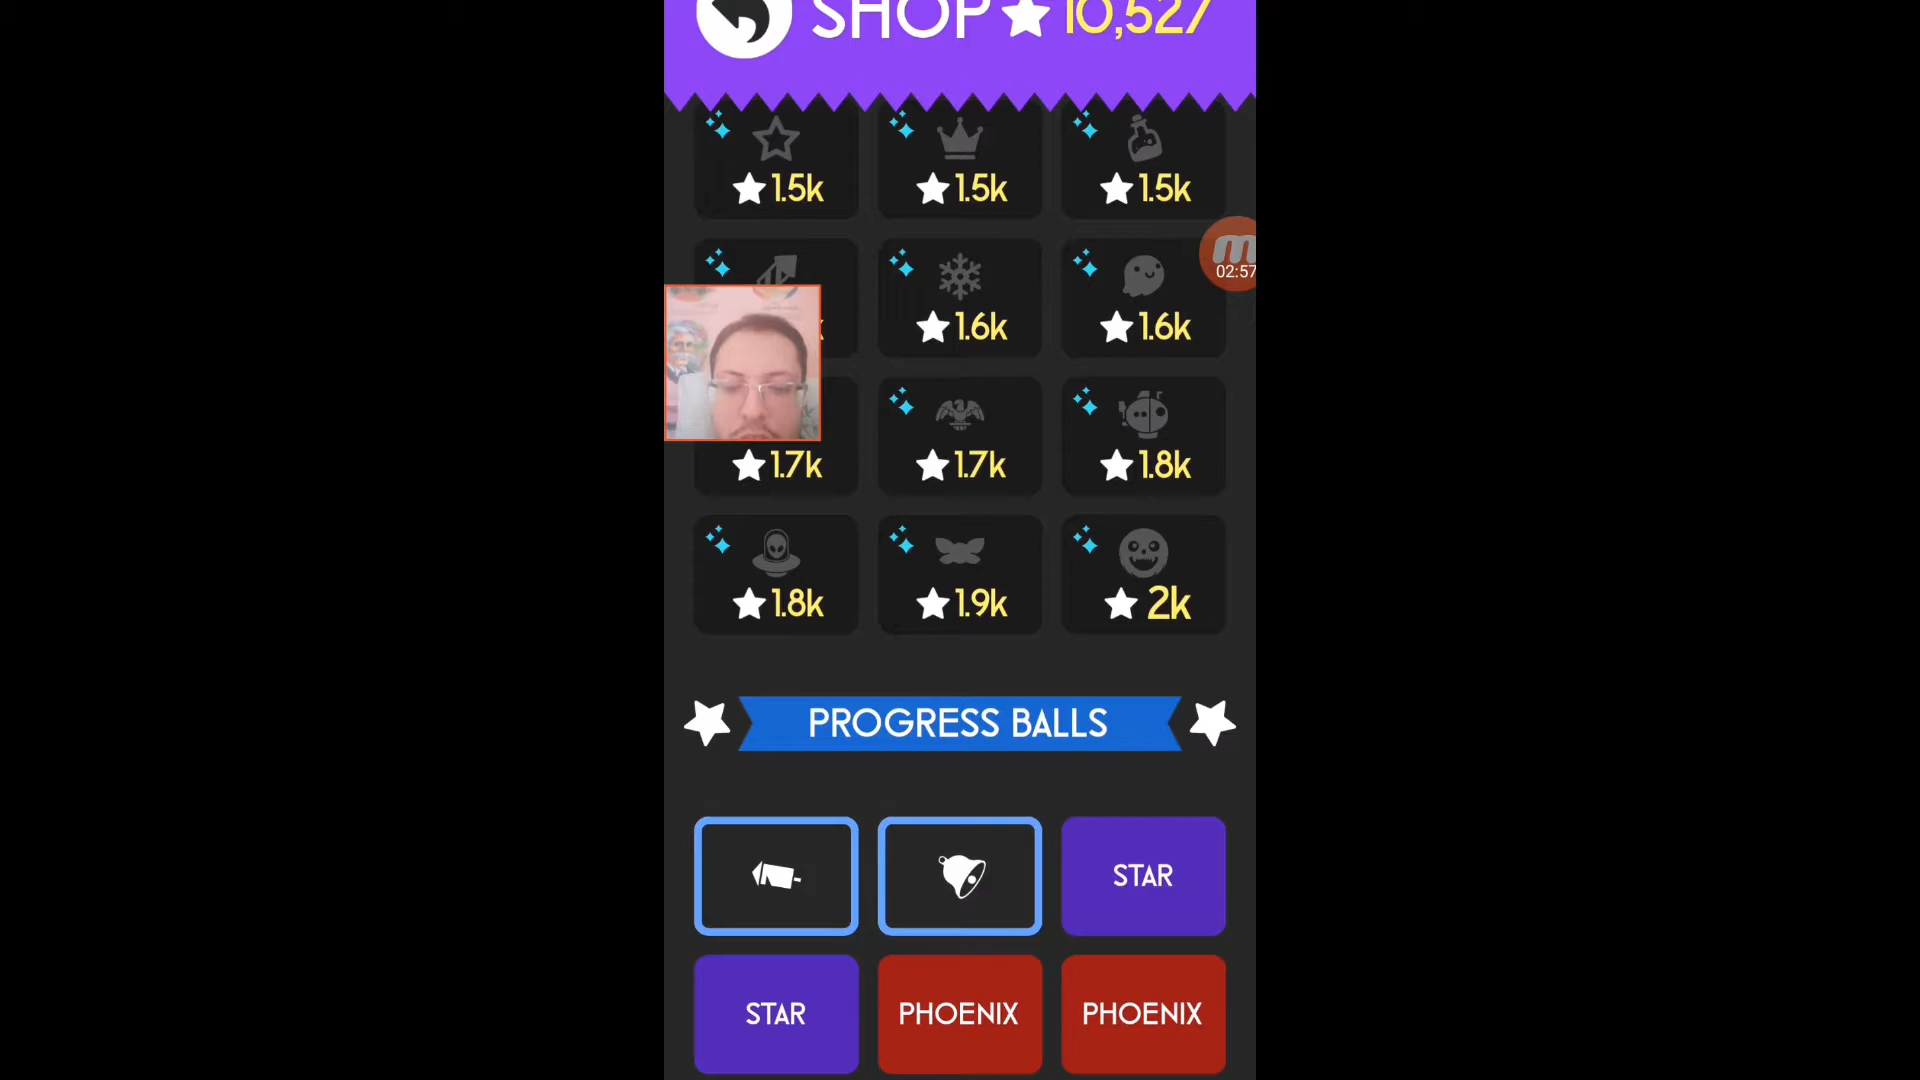 SHOP 10,527
1.5k 1.5k 1.5k
1.6k 1.6k
02:57
1.7k 1.7k 1.8k
1.8k 1.9k 2k
PROGRESS BALLS
STAR
STAR PHOENIX PHOENIX